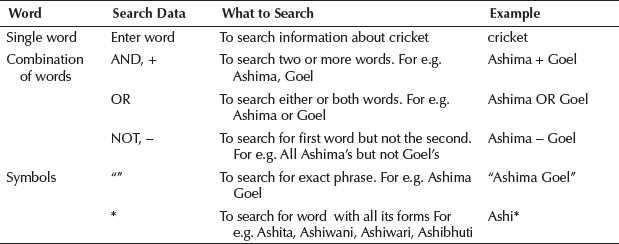 Word Search Data What to Search Example
Single word Enter word To search information about cricket cricket
Combination AND, + To search two or more words. For e.g. Ashima + Goel
of words Ashima, Goel
OR To search either or both words. For e.g. Ashima OR Goel
Ashima or Goel
NOT, – To search for first word but not the second. Ashima – Goel
For e.g. All Ashima’s but not Goel’s
Symbols “” To search for exact phrase. For e.g. Ashima “Ashima Goel”
Goel
* To search for word with all its forms For Ashi*
e.g. Ashita, Ashiwani, Ashiwari, Ashibhuti